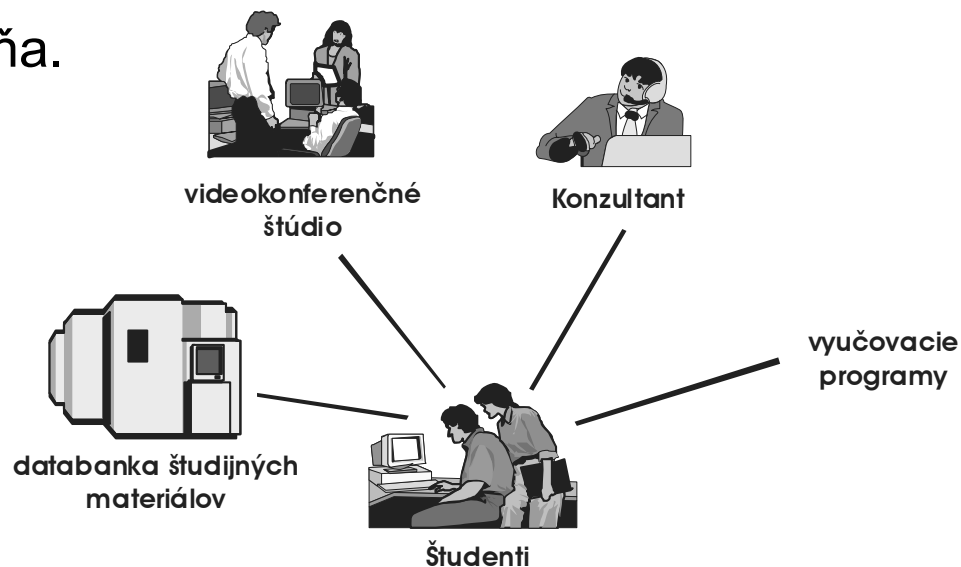 ňa.
videokonferenčné
štúdio
Konzultant
vyučovacie
programy
databanka študijných
materiálov
Študenti